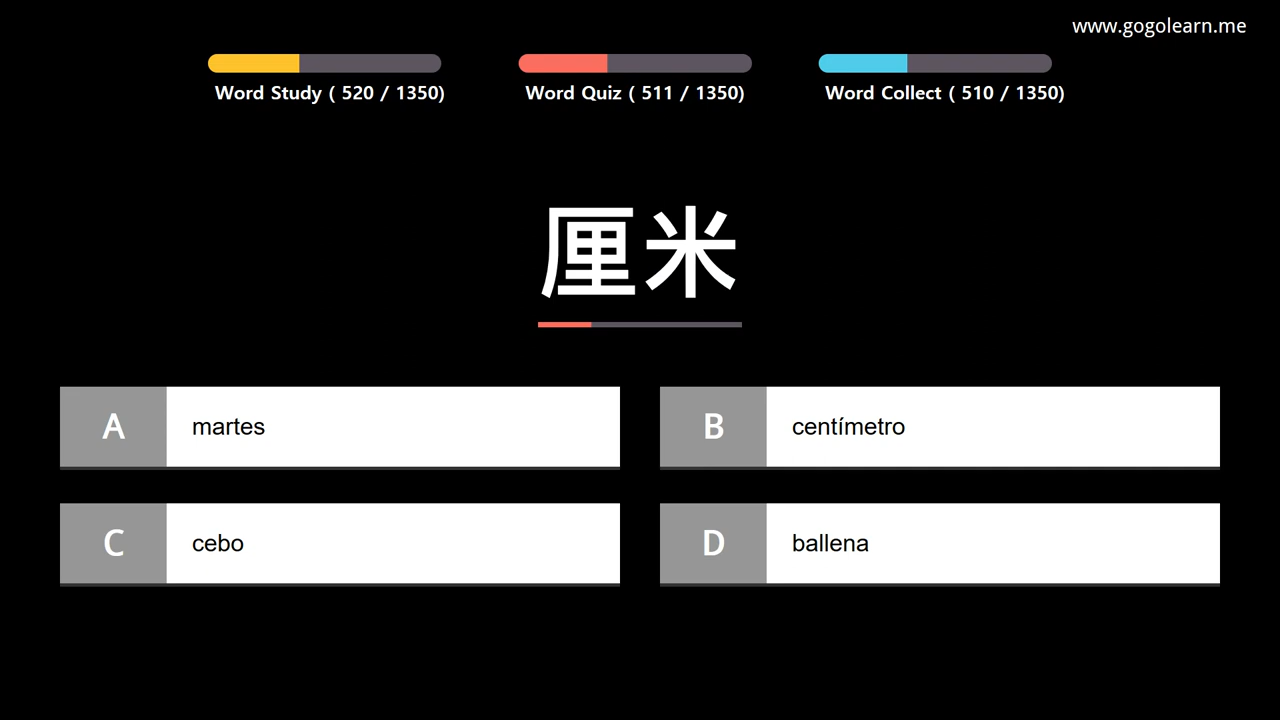 www.gogolearn.me
Word Study ( 520 / 1350)
Word Quiz ( 511 / 1350)
Word Collect ( 510 / 1350)
厘米
A martes
B centímetro
C cebo
D ballena